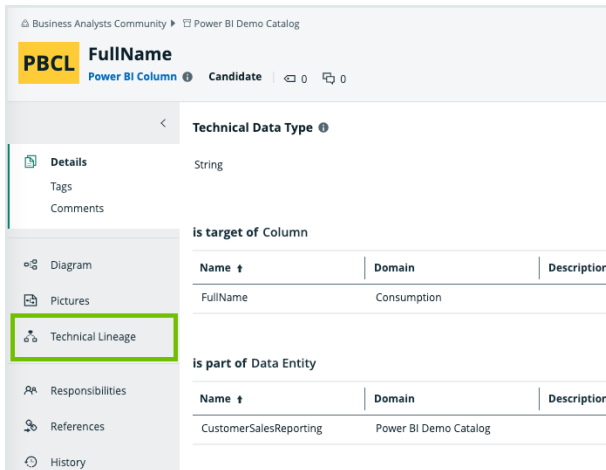 Business Analysts Community Power BI Demo Catalog
PBCL
FullName
Power BI Column Candidate 0 0
Technical Data Type
String
Details
Tags
Comments
Diagram
Pictures
Technical Lineage
Responsibilities
References
History
is target of Column
Name Domain Description
FullName Consumption
is part of Data Entity
Name Domain Description
CustomerSalesReporting Power BI Demo Catalog